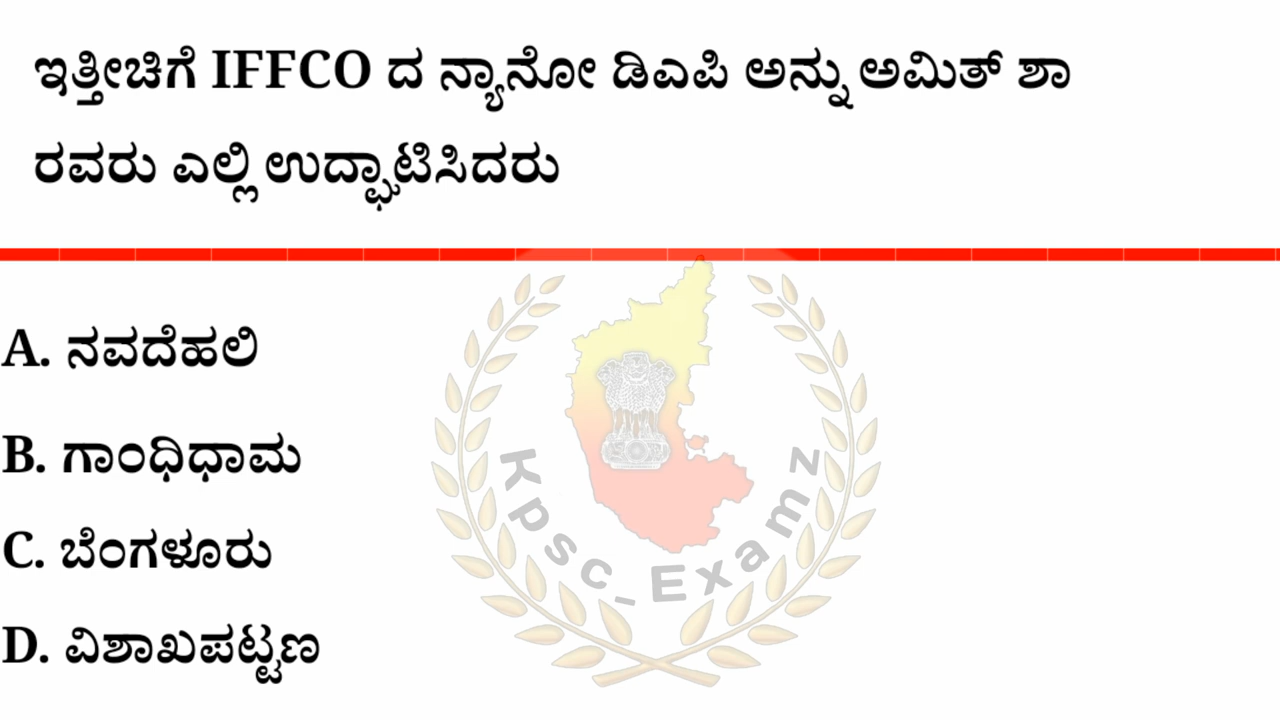 ಇತ್ತೀಚಿಗೆ IFFCO ದ ನ್ಯಾನೋ ಡಿಎಪಿ ಅನ್ನು ಅಮಿತ್ ಶಾ
ರವರು ಎಲ್ಲಿ ಉದ್ಘಾಟಿಸಿದರು
A. ನವದೆಹಲಿ
B. ಗಾಂಧಿಧಾಮ
C. ಬೆಂಗಳೂರು
D. ವಿಶಾಖಪಟ್ಟಣ
Kpsc_Examz